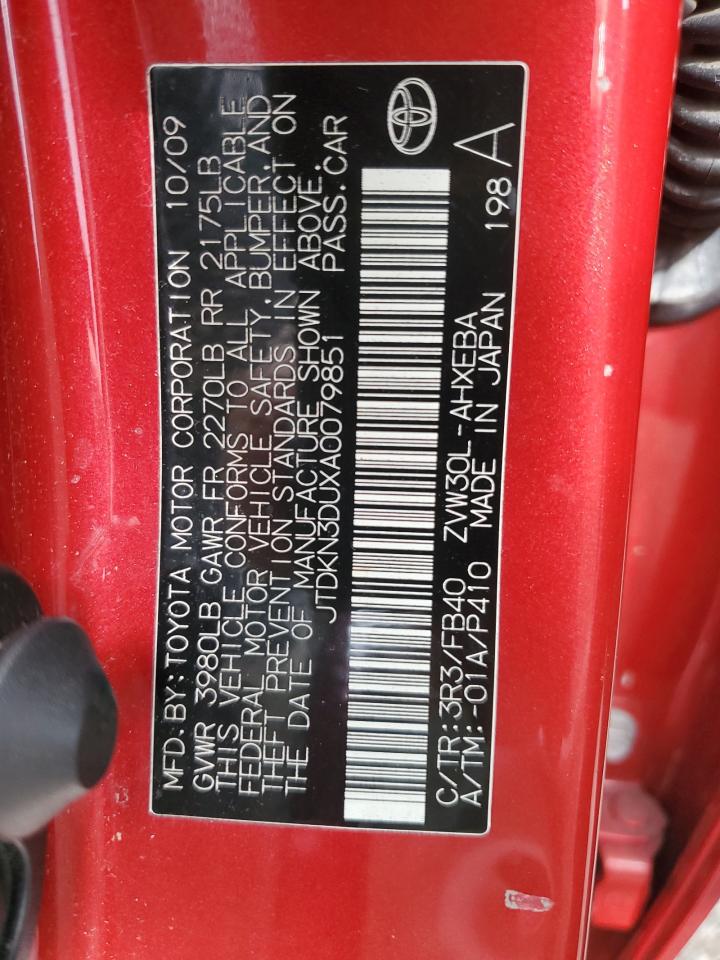 MFD.BY:TOYOTA MOTOR CORPORATION 10/09
GVWR 3980LB GAWR FR 2270LB RR 2175LB
THIS VEHICLE CONFORMS TO ALL APPLICABLE
FEDERAL MOTOR VEHICLE SAFETY,BUMPER,AND
THEFT PREVENTION STANDARDS IN EFFECT ON
THE DATE OF MANUFACTURE SHOWN ABOVE.
JTDKN3DUXA0079851 PASS.CAR
C/TR:3R3/FB40 ZVW30L-AHXEBA
A/TM:-01A/P410 MADE IN JAPAN 198 A